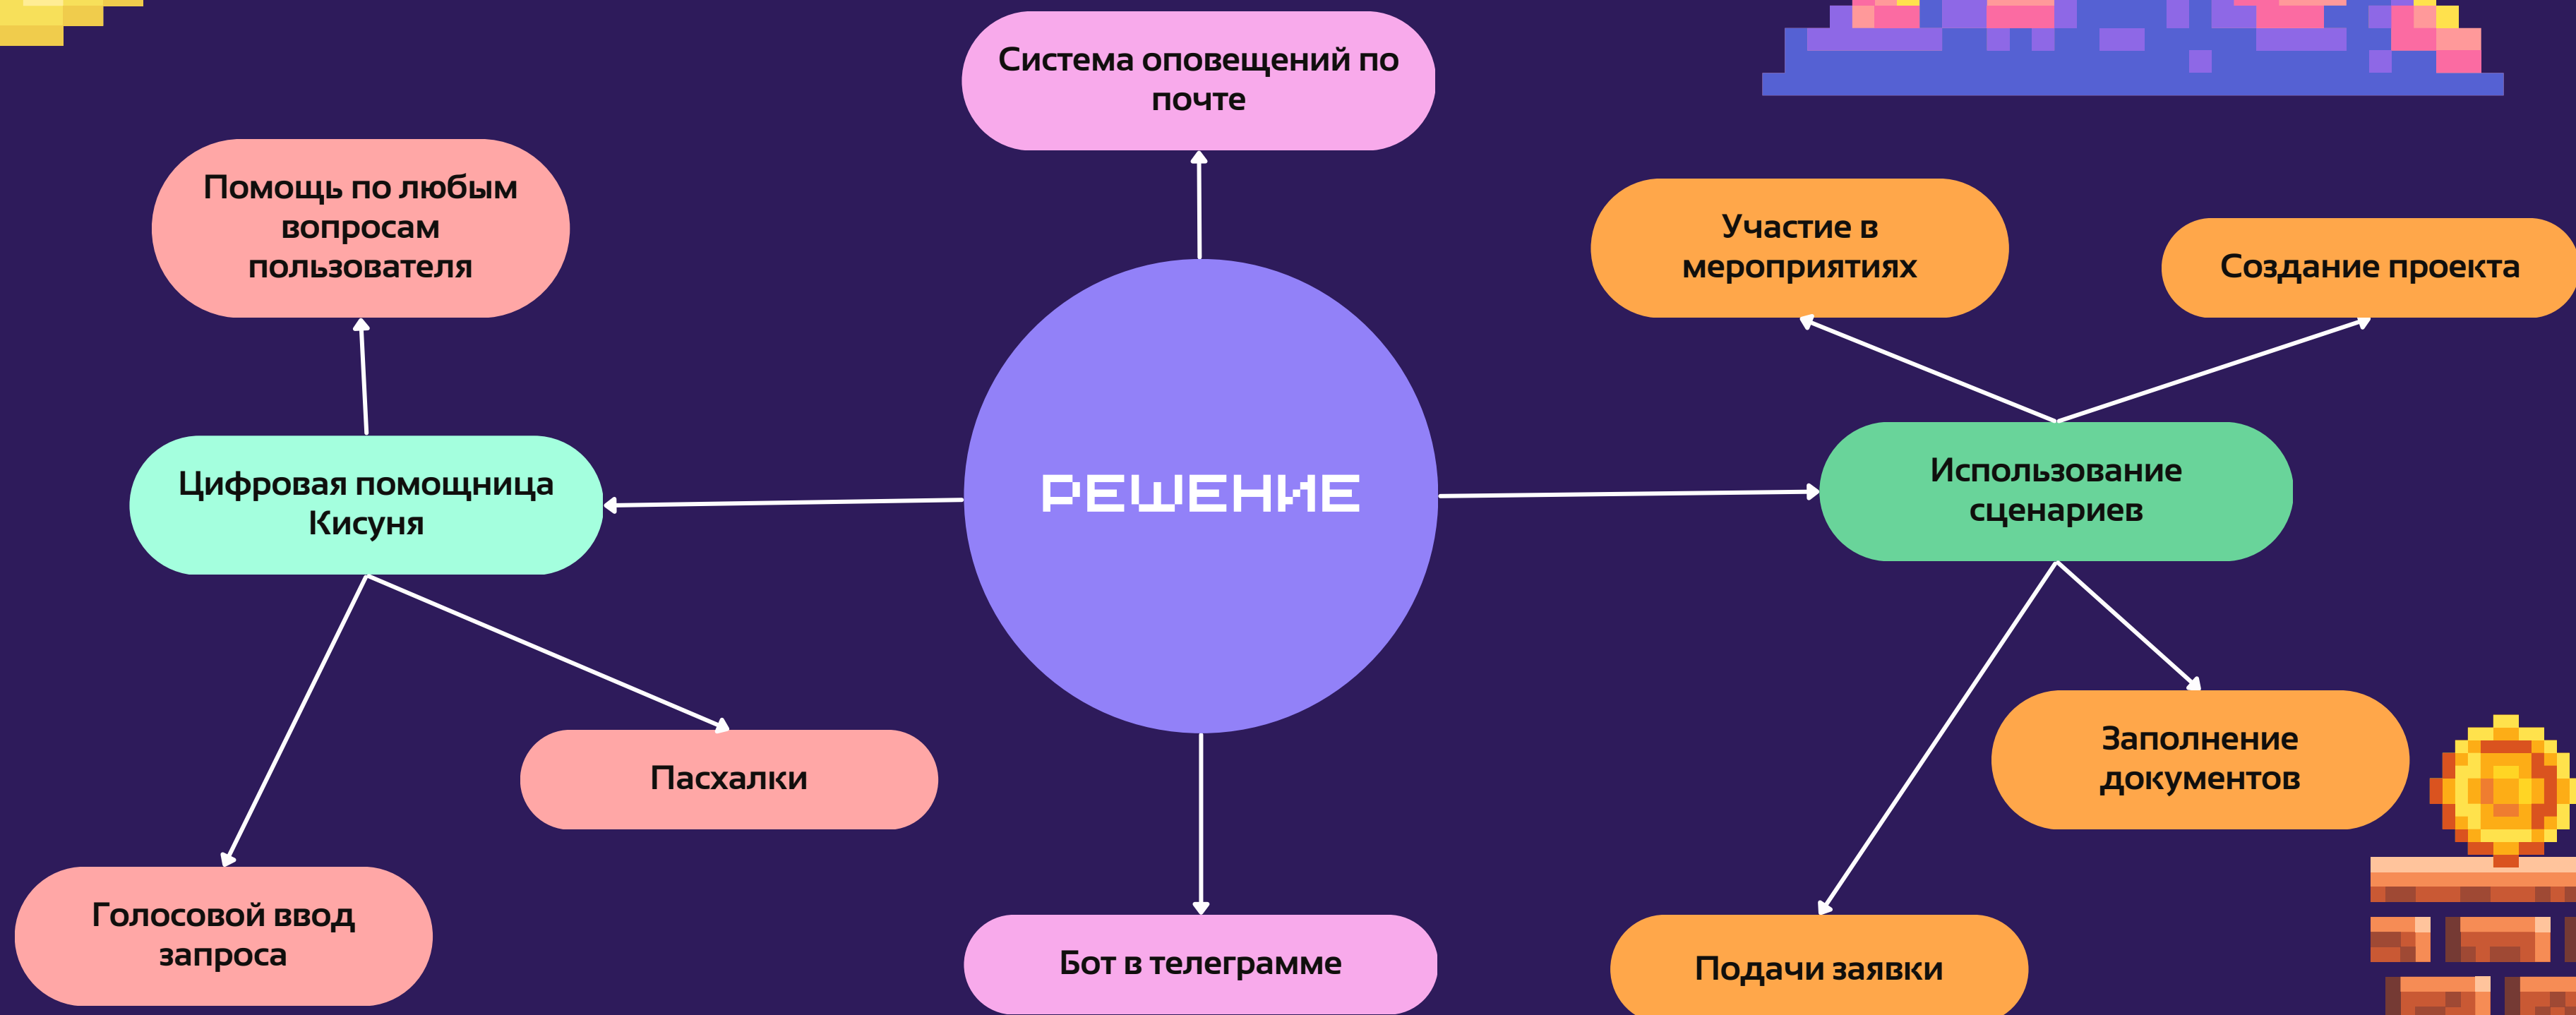 Система оповещений по
почте
Помощь по любым
вопросам
пользователя
Участие в
мероприятиях
Создание проекта
Цифровая помощница
Кисуня
РЕШЕНИЕ
Использование
сценариев
Пасхалки
Заполнение
документов
Голосовой ввод
запроса
Бот в телеграмме
Подачи заявки